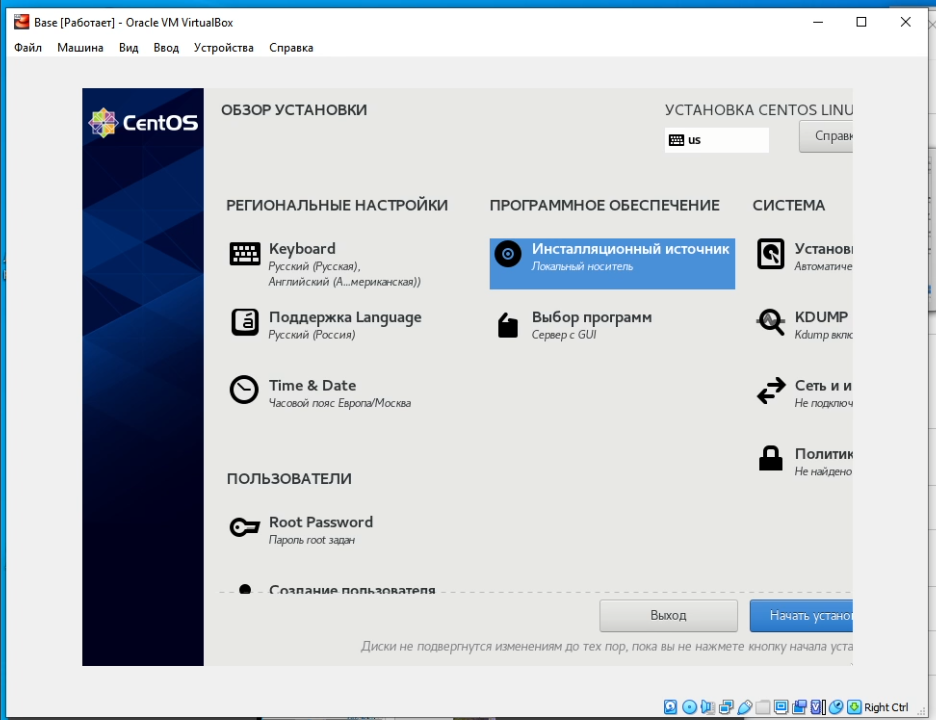 Base [Работает] - Oracle VM VirtualBox
Файл Машина Вид Ввод Устройства Справка
CentOS
ОБЗОР УСТАНОВКИ
УСТАНОВКА CENTOS LINU
us
Справк
РЕГИОНАЛЬНЫЕ НАСТРОЙКИ
Keyboard
Русский (Русская),
Английский (А...мериканская))
Поддержка Language
Русский (Россия)
Time & Date
Часовой пояс Европа/Москва
ПОЛЬЗОВАТЕЛИ
Root Password
Пароль root задан
Создание пользователя
ПРОГРАММНОЕ ОБЕСПЕЧЕНИЕ
Инсталляционный источник
Локальный носитель
Выбор программ
Сервер с GUI
СИСТЕМА
Установ
Автоматиче
KDUMP
Kdump вклю
Сеть и и
Не подключ
Политик
Не найдено
Выход
Начать устано
Диски не подвергнутся изменениям до тех пор, пока вы не нажмете кнопку начала уста
Right Ctrl